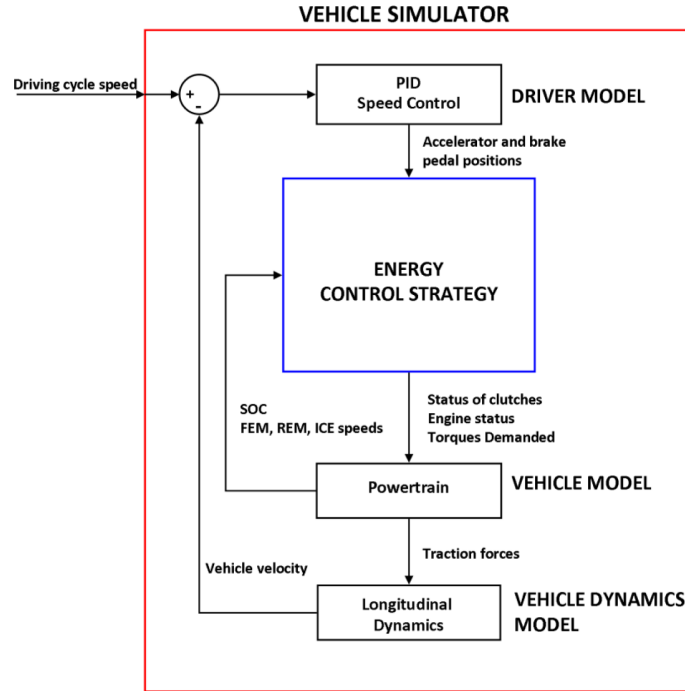 VEHICLE SIMULATOR
Driving cycle speed
+
-
PID
Speed Control
DRIVER MODEL
Accelerator and brake
pedal positions
ENERGY
CONTROL STRATEGY
SOC
FEM, REM, ICE speeds
Status of clutches
Engine status
Torques Demanded
Powertrain
VEHICLE MODEL
Traction forces
Vehicle velocity
Longitudinal
Dynamics
VEHICLE DYNAMICS
MODEL